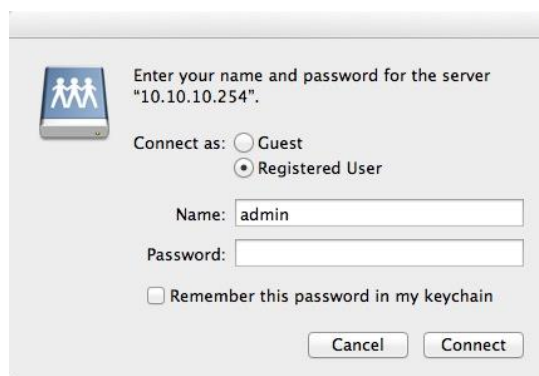 Enter your name and password for the server
“10.10.10.254”.
Connect as: Guest
Registered User
Name: admin
Password:
Remember this password in my keychain
Cancel Connect